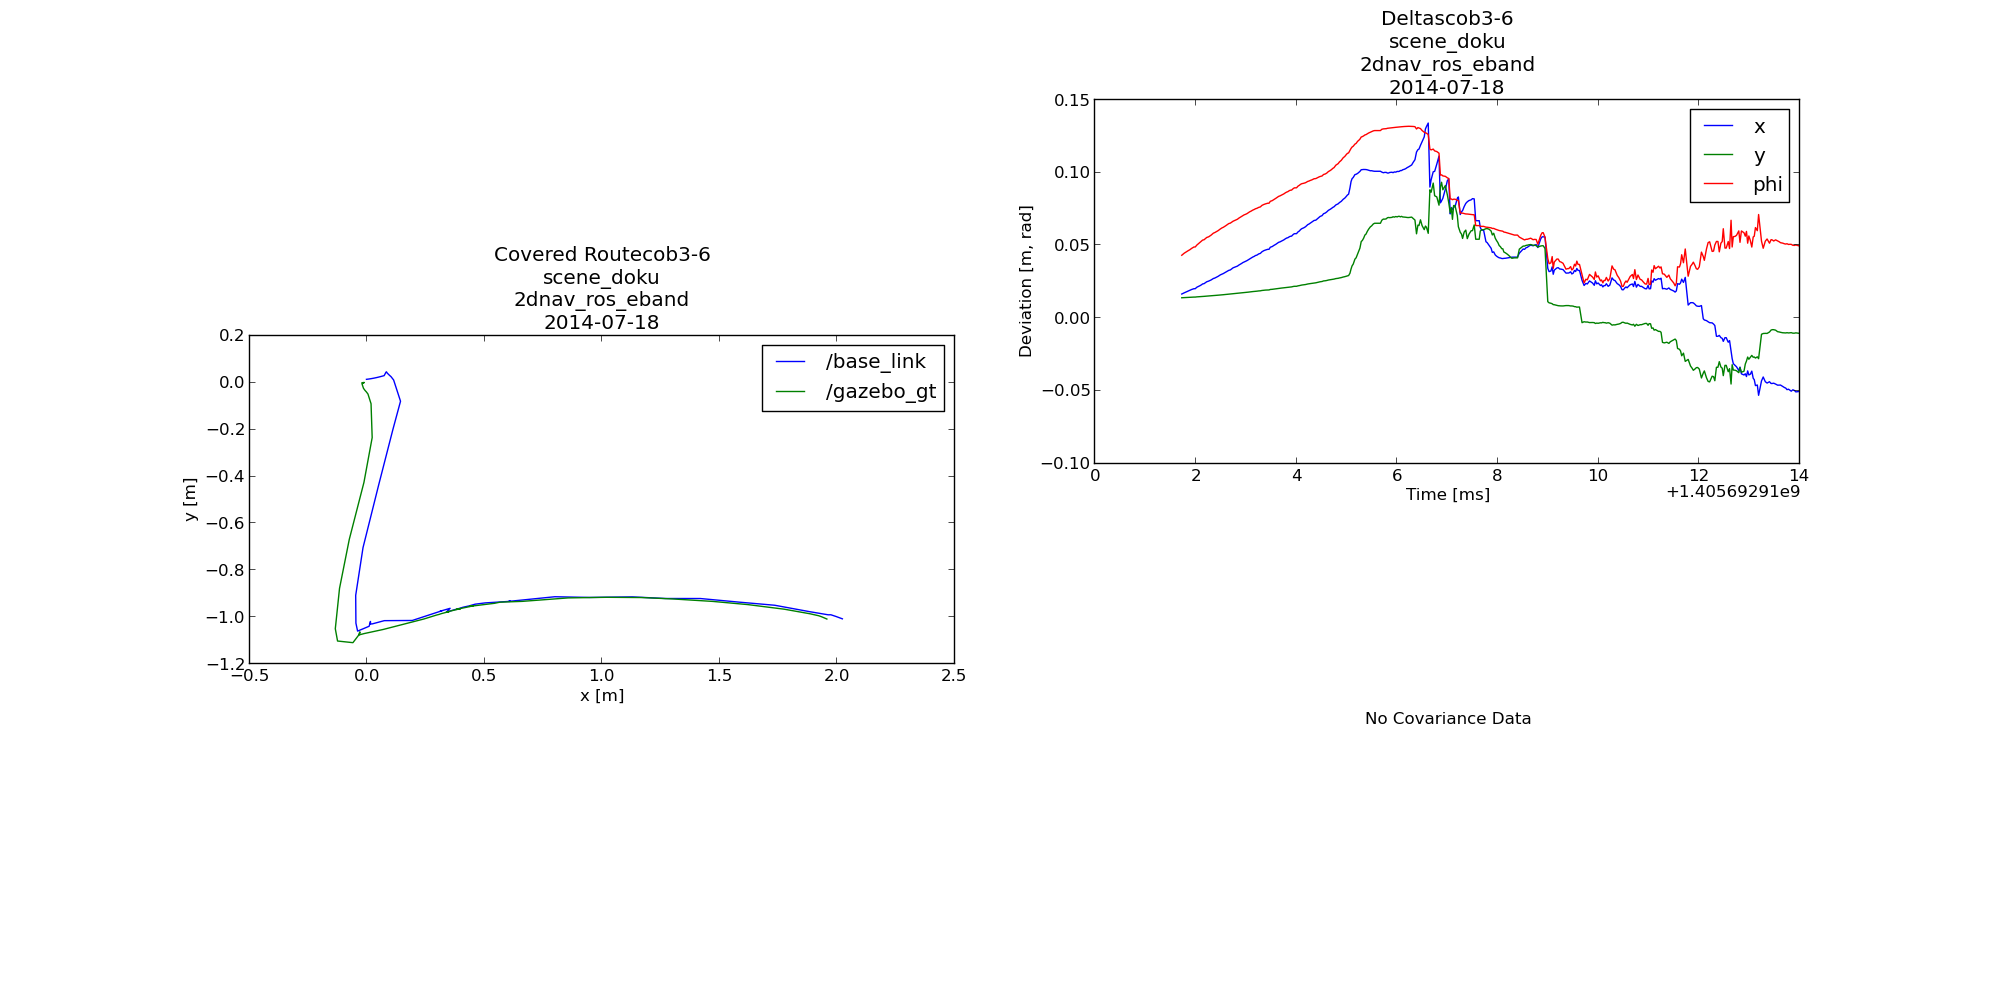 Covered Routecob3-6
scene_doku
2dnav_ros_eband
2014-07-18
/base_link
/gazebo_gt
0.2
0.0
−0.2
−0.4
−0.6
−0.8
−1.0
−1.2
y [m]
−0.5 0.0 0.5 1.0 1.5 2.0 2.5
x [m]
Deltascob3-6
scene_doku
2dnav_ros_eband
2014-07-18
x
y
phi
0.15
0.10
0.05
0.00
−0.05
−0.10
Deviation [m, rad]
0 2 4 6 8 10 12 14
Time [ms]
+1.40569291e9
No Covariance Data